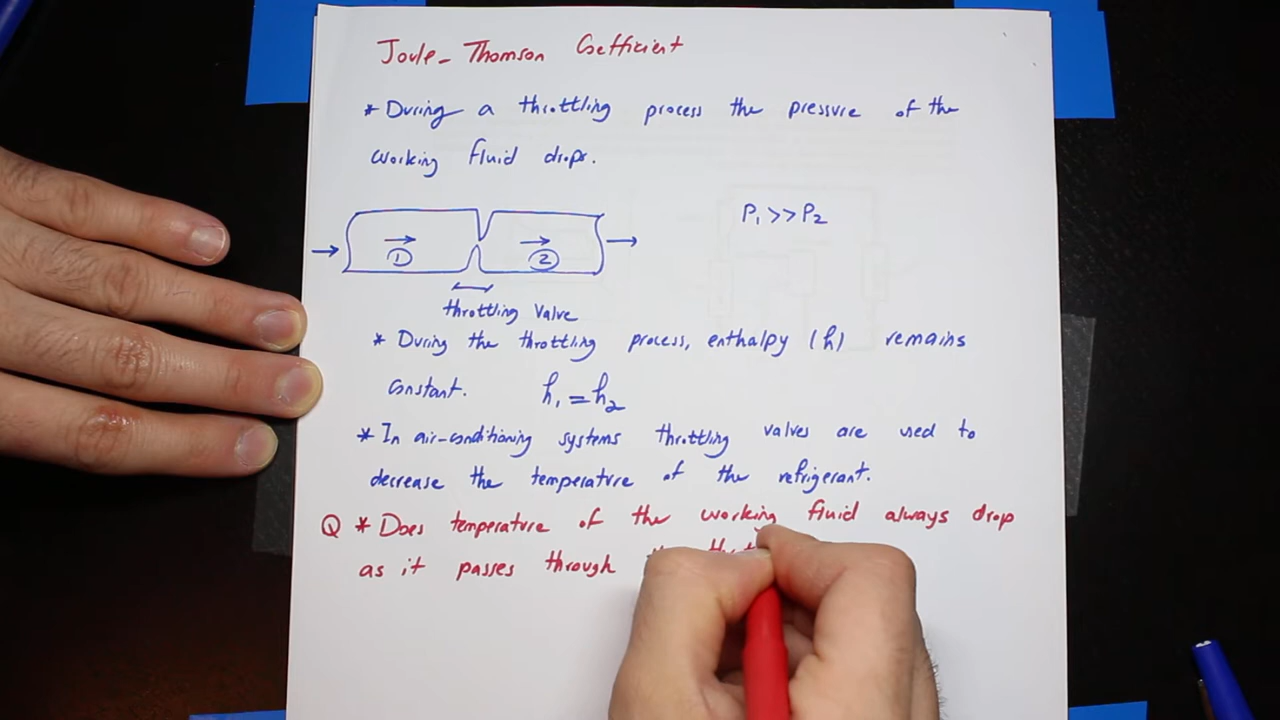 Joule-Thomson Coefficient
* During a throttling process the pressure of the
working fluid drops.
P₁ >> P₂
→ → ① → ② →
throttling valve
* During the throttling process, enthalpy (h) remains
constant. h₁ = h₂
* In air-conditioning systems throttling valves are used to
decrease the temperature of the refrigerant.
Q * Does temperature of the working fluid always drop
as it passes through